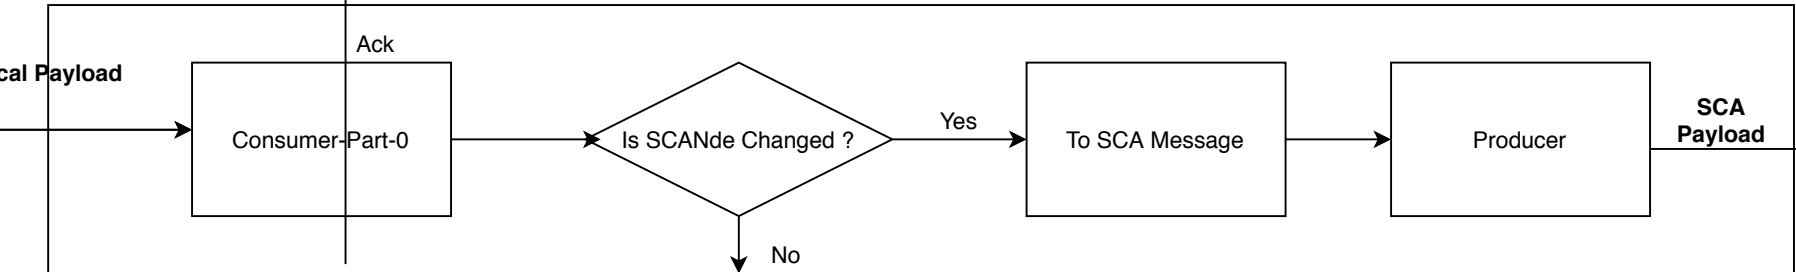 Ack
cal Payload
Consumer-Part-0
Is SCANde Changed ?
Yes
To SCA Message
Producer
SCA
Payload
No